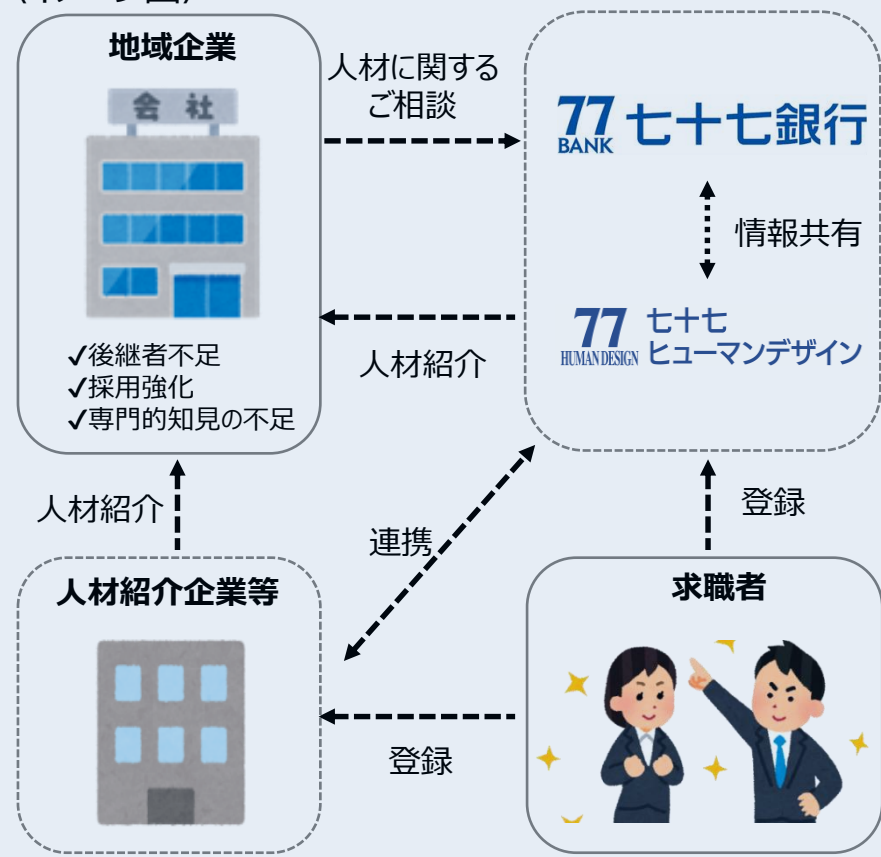 地域企業
会社
✓後継者不足
✓採用強化
✓専門的知見の不足
人材に関する
ご相談
77
BANK
七十七銀行
情報共有
77
HUMAN DESIGN
七十七
ヒューマンデザイン
人材紹介
人材紹介
連携
登録
人材紹介企業等
登録
求職者